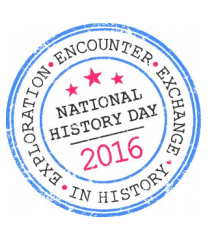 EXPLORATION • ENCOUNTER • EXCHANGE • IN HISTORY •
NATIONAL
HISTORY DAY
2016